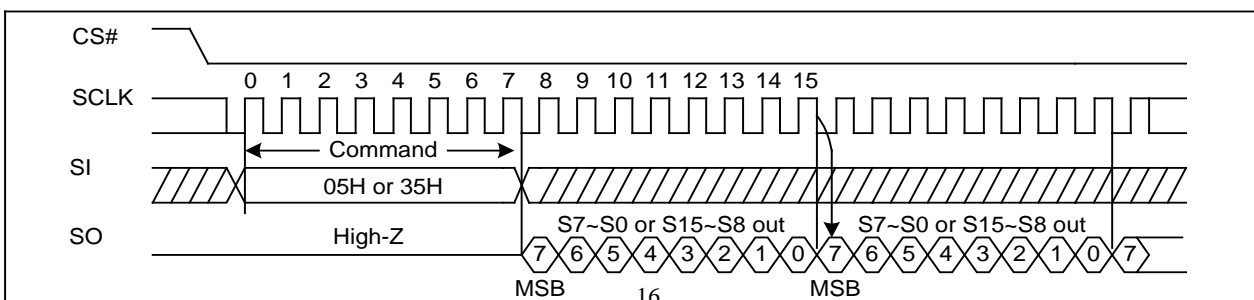 CS#
0 1 2 3 4 5 6 7 8 9 10 11 12 13 14 15
SCLK
Command
SI
05H or 35H
S7~S0 or S15~S8 out S7~S0 or S15~S8 out
SO High-Z
7 6 5 4 3 2 1 0 7 6 5 4 3 2 1 0 7
MSB 16 MSB